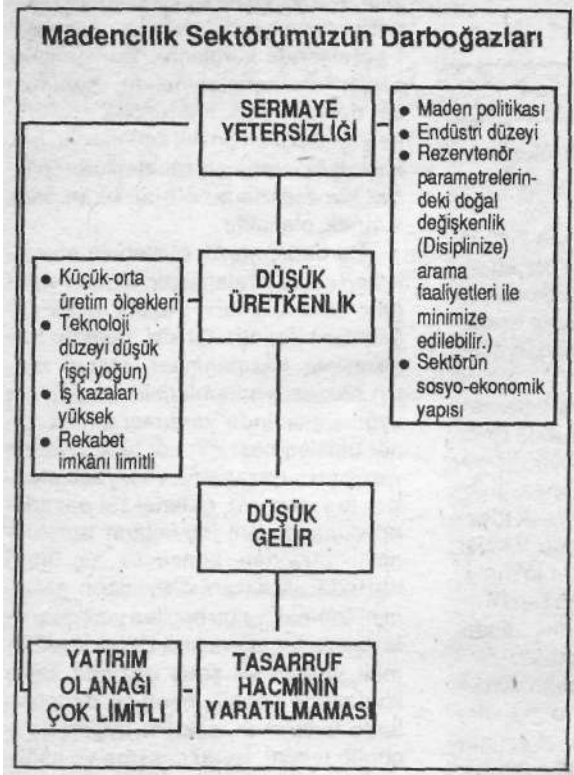 Madencilik Sektörümüzün Darboğazları
SERMAYE
YETERSİZLİĞİ
● Maden politikası
● Endüstri düzeyi
● Rezervtenör
parametrelerin-
deki doğal
değişkenlik
(Disiplinize)
arama
faaliyetleri ile
minimize
edilebilir.)
● Sektörün
sosyo-ekonomik
yapısı
● Küçük-orta
üretim ölçekleri
● Teknoloji
düzeyi düşük
(işçi yoğun)
● İş kazaları
yüksek
● Rekabet
imkânı limitli
DÜŞÜK
ÜRETKENLİK
DÜŞÜK
GELİR
YATIRIM
OLANAĞI
ÇOK LİMİTLİ
TASARRUF
HACMİNİN
YARATILMAMASI